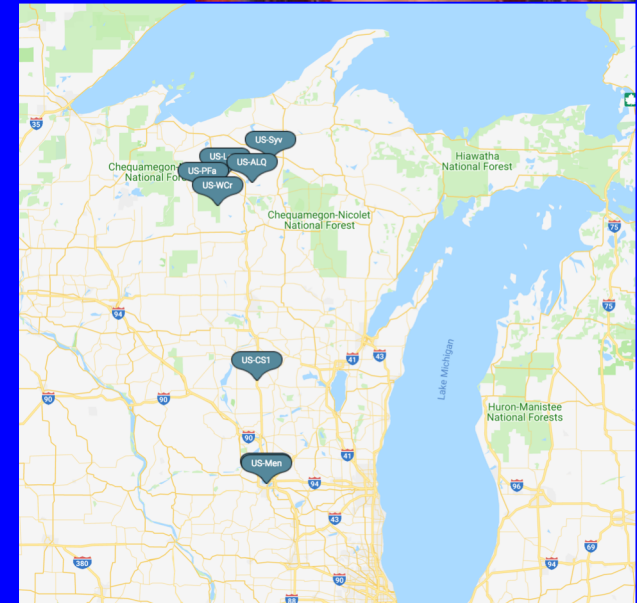 35
US-Syv
US-L
US-ALQ
US-PFa
US-WCr
Chequamegon-
National For
Hiawatha
National Forest
Chequamegon-Nicolet
National Forest
75
75
94
41
43
Lake Michigan
US-CS1
90
90
Huron-Manistee
National Forests
90
41
US-Men
94
96
43
69
380
94
90
88